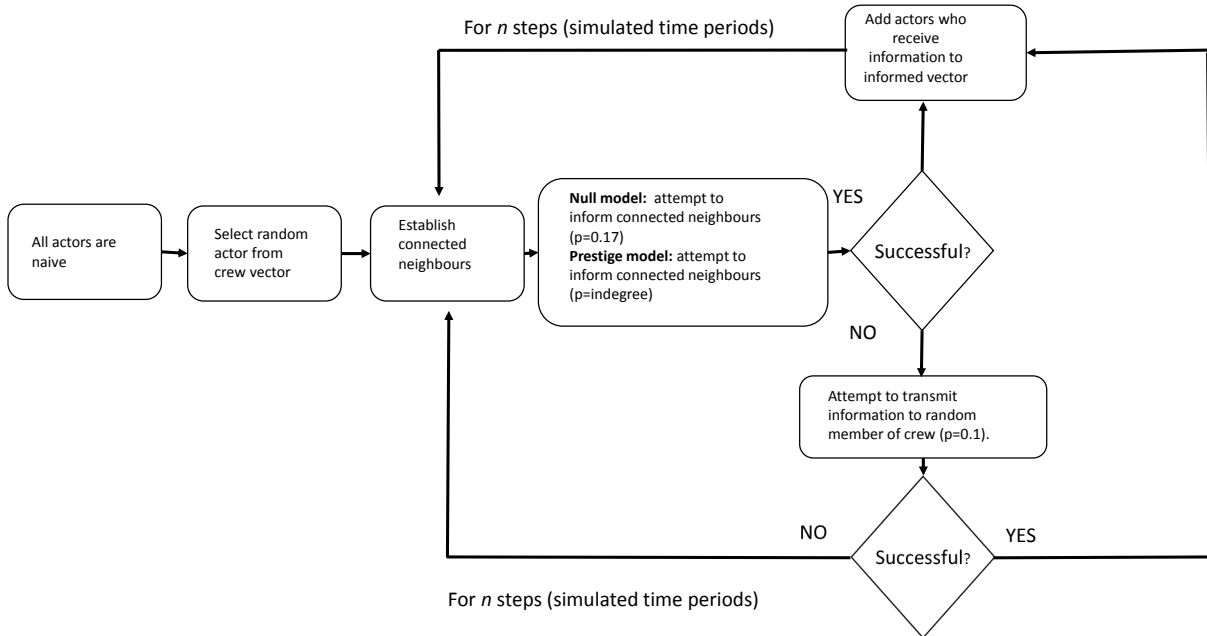 For n steps (simulated time periods)
Add actors who
receive
information to
informed vector
All actors are
naive
Select random
actor from
crew vector
Establish
connected
neighbours
Null model: attempt to
inform connected neighbours
(p=0.17)
Prestige model: attempt to
inform connected neighbours
(p=indegree)
YES
Successful?
NO
Attempt to transmit
information to random
member of crew (p=0.1).
NO
Successful?
YES
For n steps (simulated time periods)